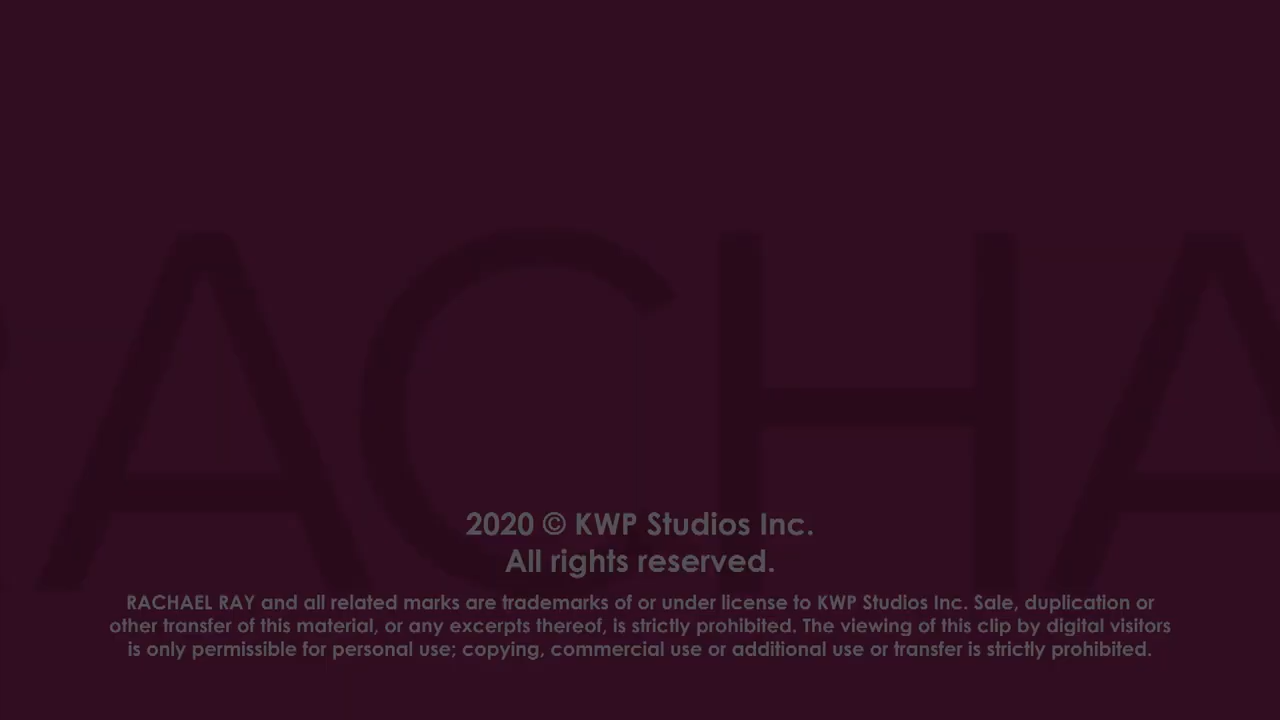 RACHA
2020 © KWP Studios Inc.
All rights reserved.
RACHAEL RAY and all related marks are trademarks of or under license to KWP Studios Inc. Sale, duplication or
other transfer of this material, or any excerpts thereof, is strictly prohibited. The viewing of this clip by digital visitors
is only permissible for personal use; copying, commercial use or additional use or transfer is strictly prohibited.